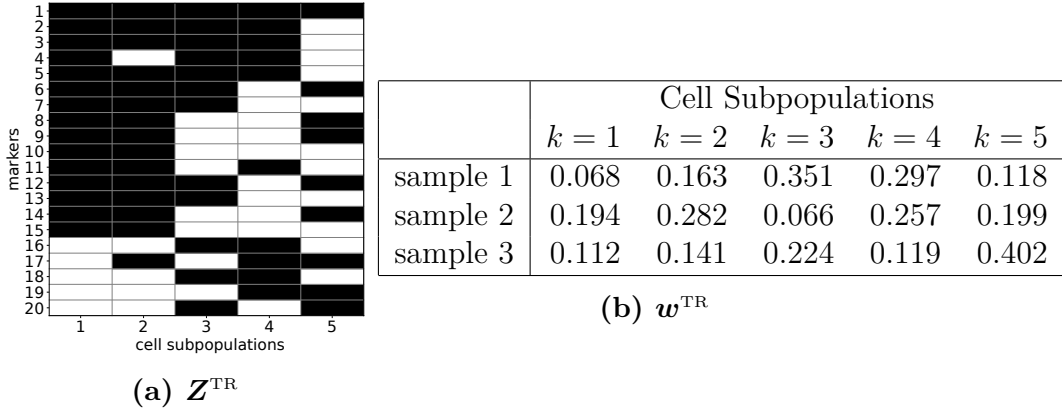 1
2
3
4
5
6
7
8
9
10
11
12
13
14
15
16
17
18
19
20
markers
1 2 3 4 5
cell subpopulations
(a) Z^TR
Cell Subpopulations
k = 1 k = 2 k = 3 k = 4 k = 5
sample 1 0.068 0.163 0.351 0.297 0.118
sample 2 0.194 0.282 0.066 0.257 0.199
sample 3 0.112 0.141 0.224 0.119 0.402
(b) w^TR